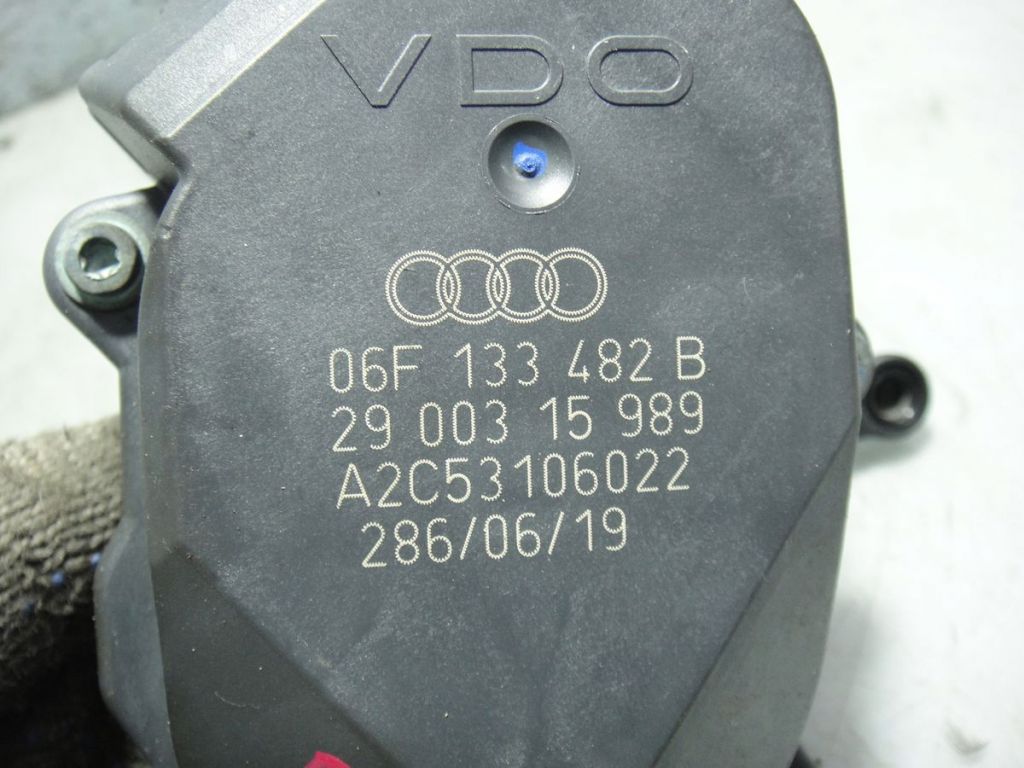 VDO
06F 133 482 B
29 003 15 989
A2C53106022
286/06/19